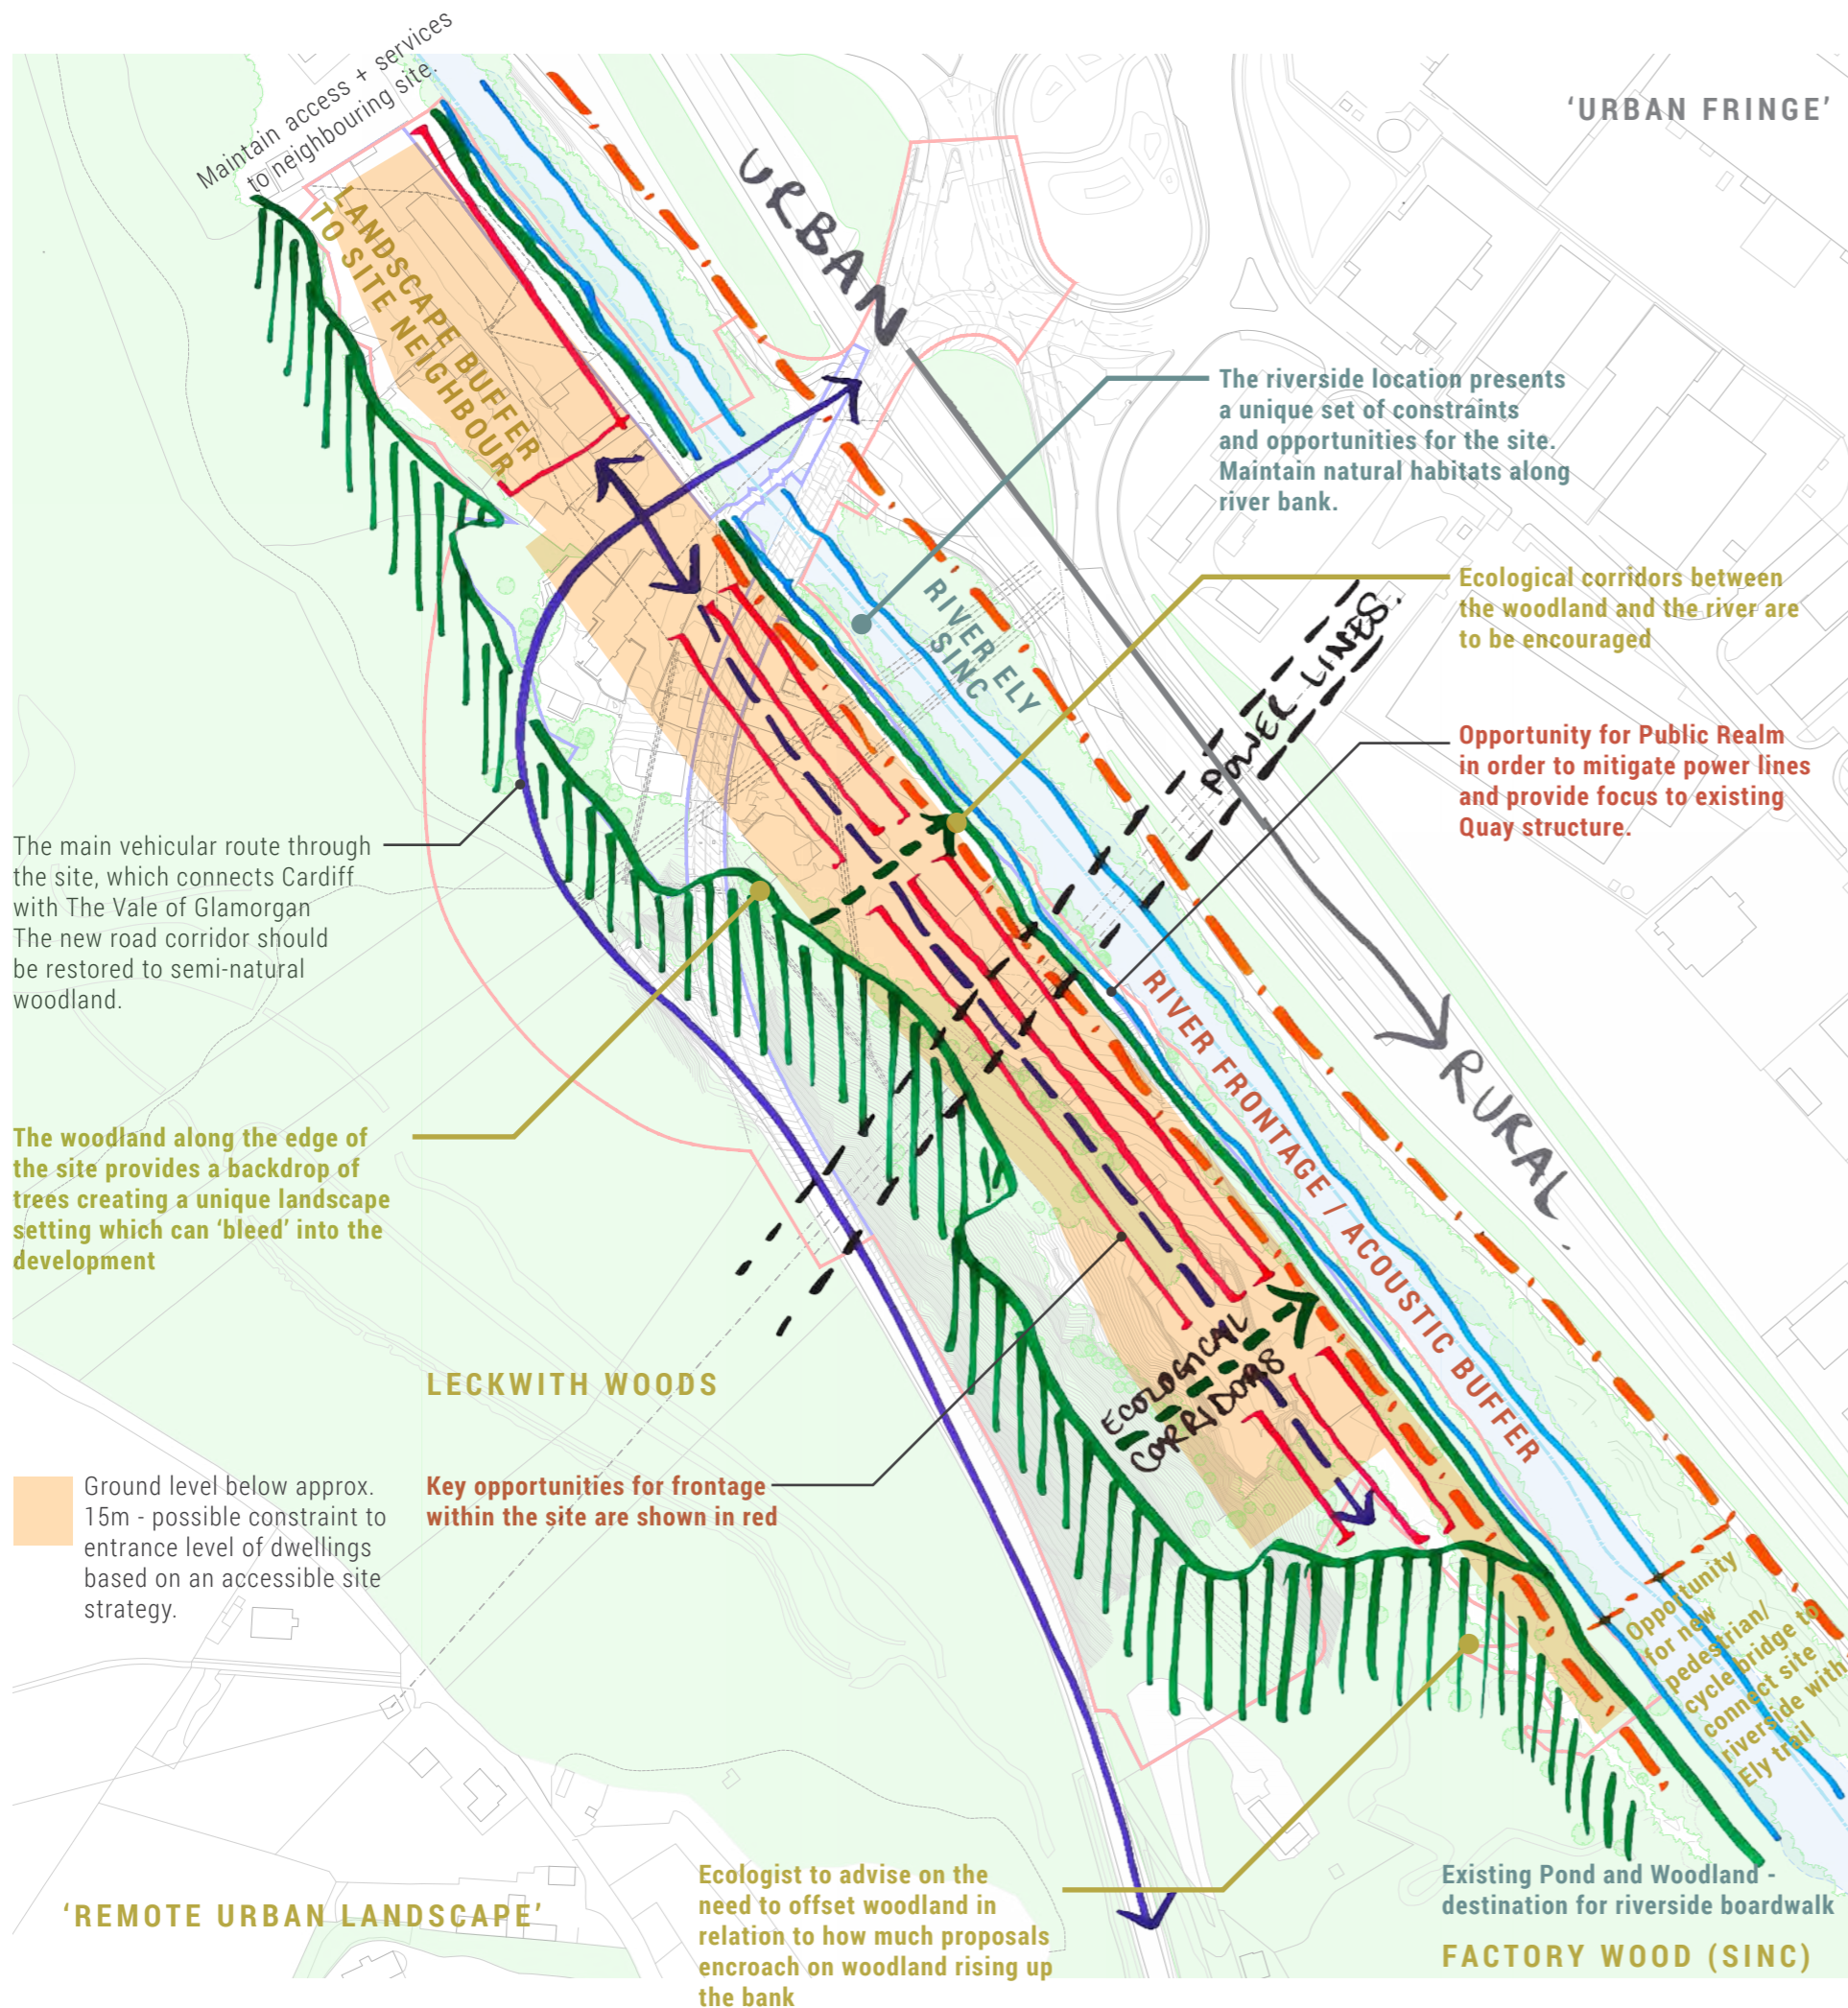 Maintain access + services
to neighbouring site.
'URBAN FRINGE'
LANDSCAPE BUFFER
TO SITE NEIGHBOUR
URBAN
The riverside location presents
a unique set of constraints
and opportunities for the site.
Maintain natural habitats along
river bank.
RIVER ELY
SINC
Ecological corridors between
the woodland and the river are
to be encouraged
POWER LINES.
Opportunity for Public Realm
in order to mitigate power lines
and provide focus to existing
Quay structure.
The main vehicular route through
the site, which connects Cardiff
with The Vale of Glamorgan
The new road corridor should
be restored to semi-natural
woodland.
RIVER FRONTAGE / ACOUSTIC BUFFER
RURAL.
The woodland along the edge of
the site provides a backdrop of
trees creating a unique landscape
setting which can 'bleed' into the
development
LECKWITH WOODS
ECOLOGICAL
CORRIDORS
Ground level below approx.
15m - possible constraint to
entrance level of dwellings
based on an accessible site
strategy.
Key opportunities for frontage
within the site are shown in red
Opportunity
for new
pedestrian/
cycle bridge to
connect site
riverside with
Ely trail
Ecologist to advise on the
need to offset woodland in
relation to how much proposals
encroach on woodland rising up
the bank
Existing Pond and Woodland -
destination for riverside boardwalk
'REMOTE URBAN LANDSCAPE'
FACTORY WOOD (SINC)